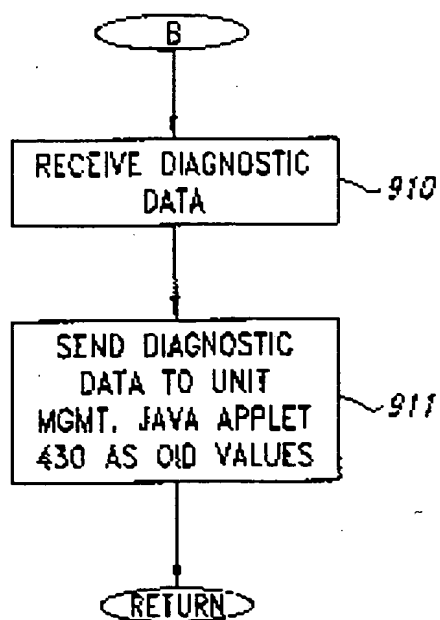 B
RECEIVE DIAGNOSTIC
DATA
910
SEND DIAGNOSTIC
DATA TO UNIT
MGMT. JAVA APPLET
430 AS OID VALUES
911
RETURN